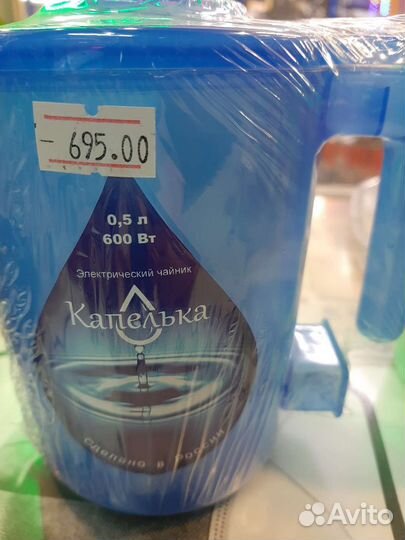 - 695.00
0,5 л
600 Вт
Электрический чайник
Капелька
сделано в России
Avito